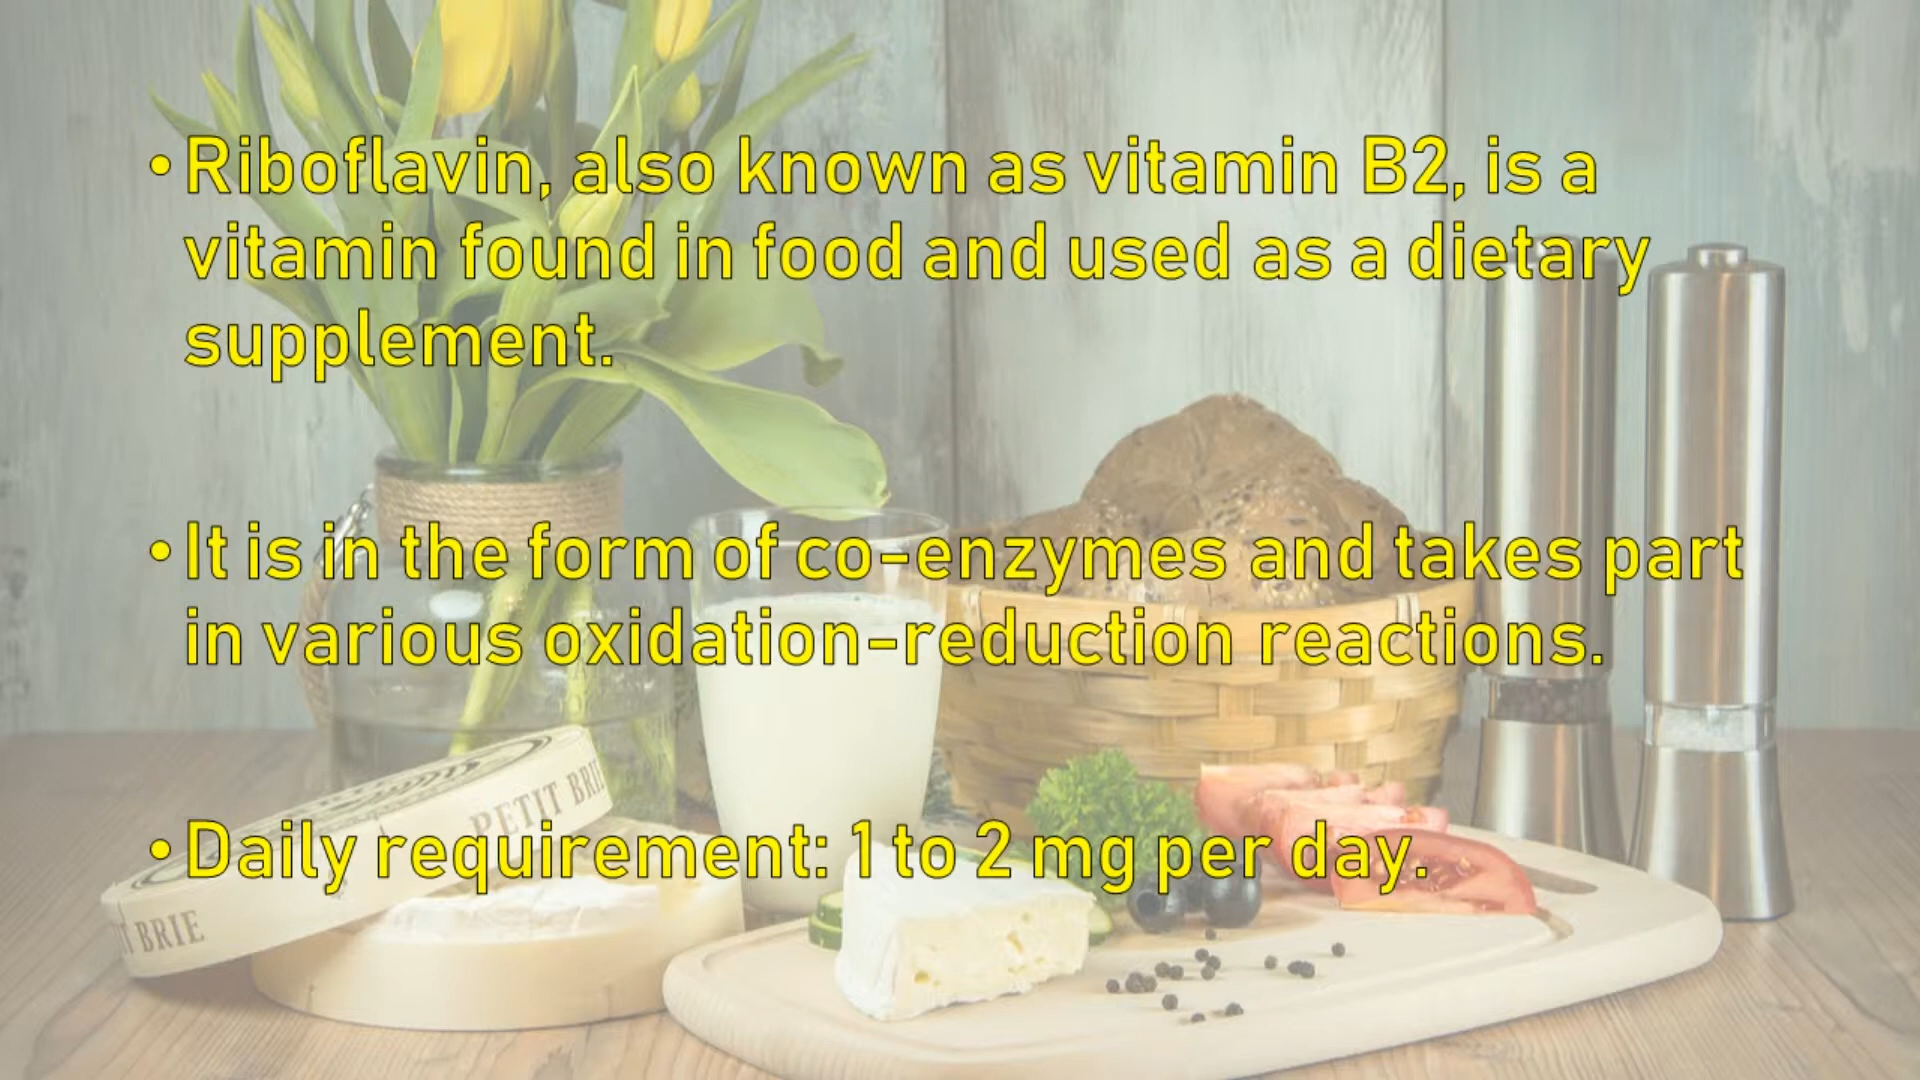 • Riboflavin, also known as vitamin B2, is a
vitamin found in food and used as a dietary
supplement.
• It is in the form of co-enzymes and takes part
in various oxidation-reduction reactions.
PETIT BRIE
• Daily requirement: 1 to 2 mg per day.
BRIE